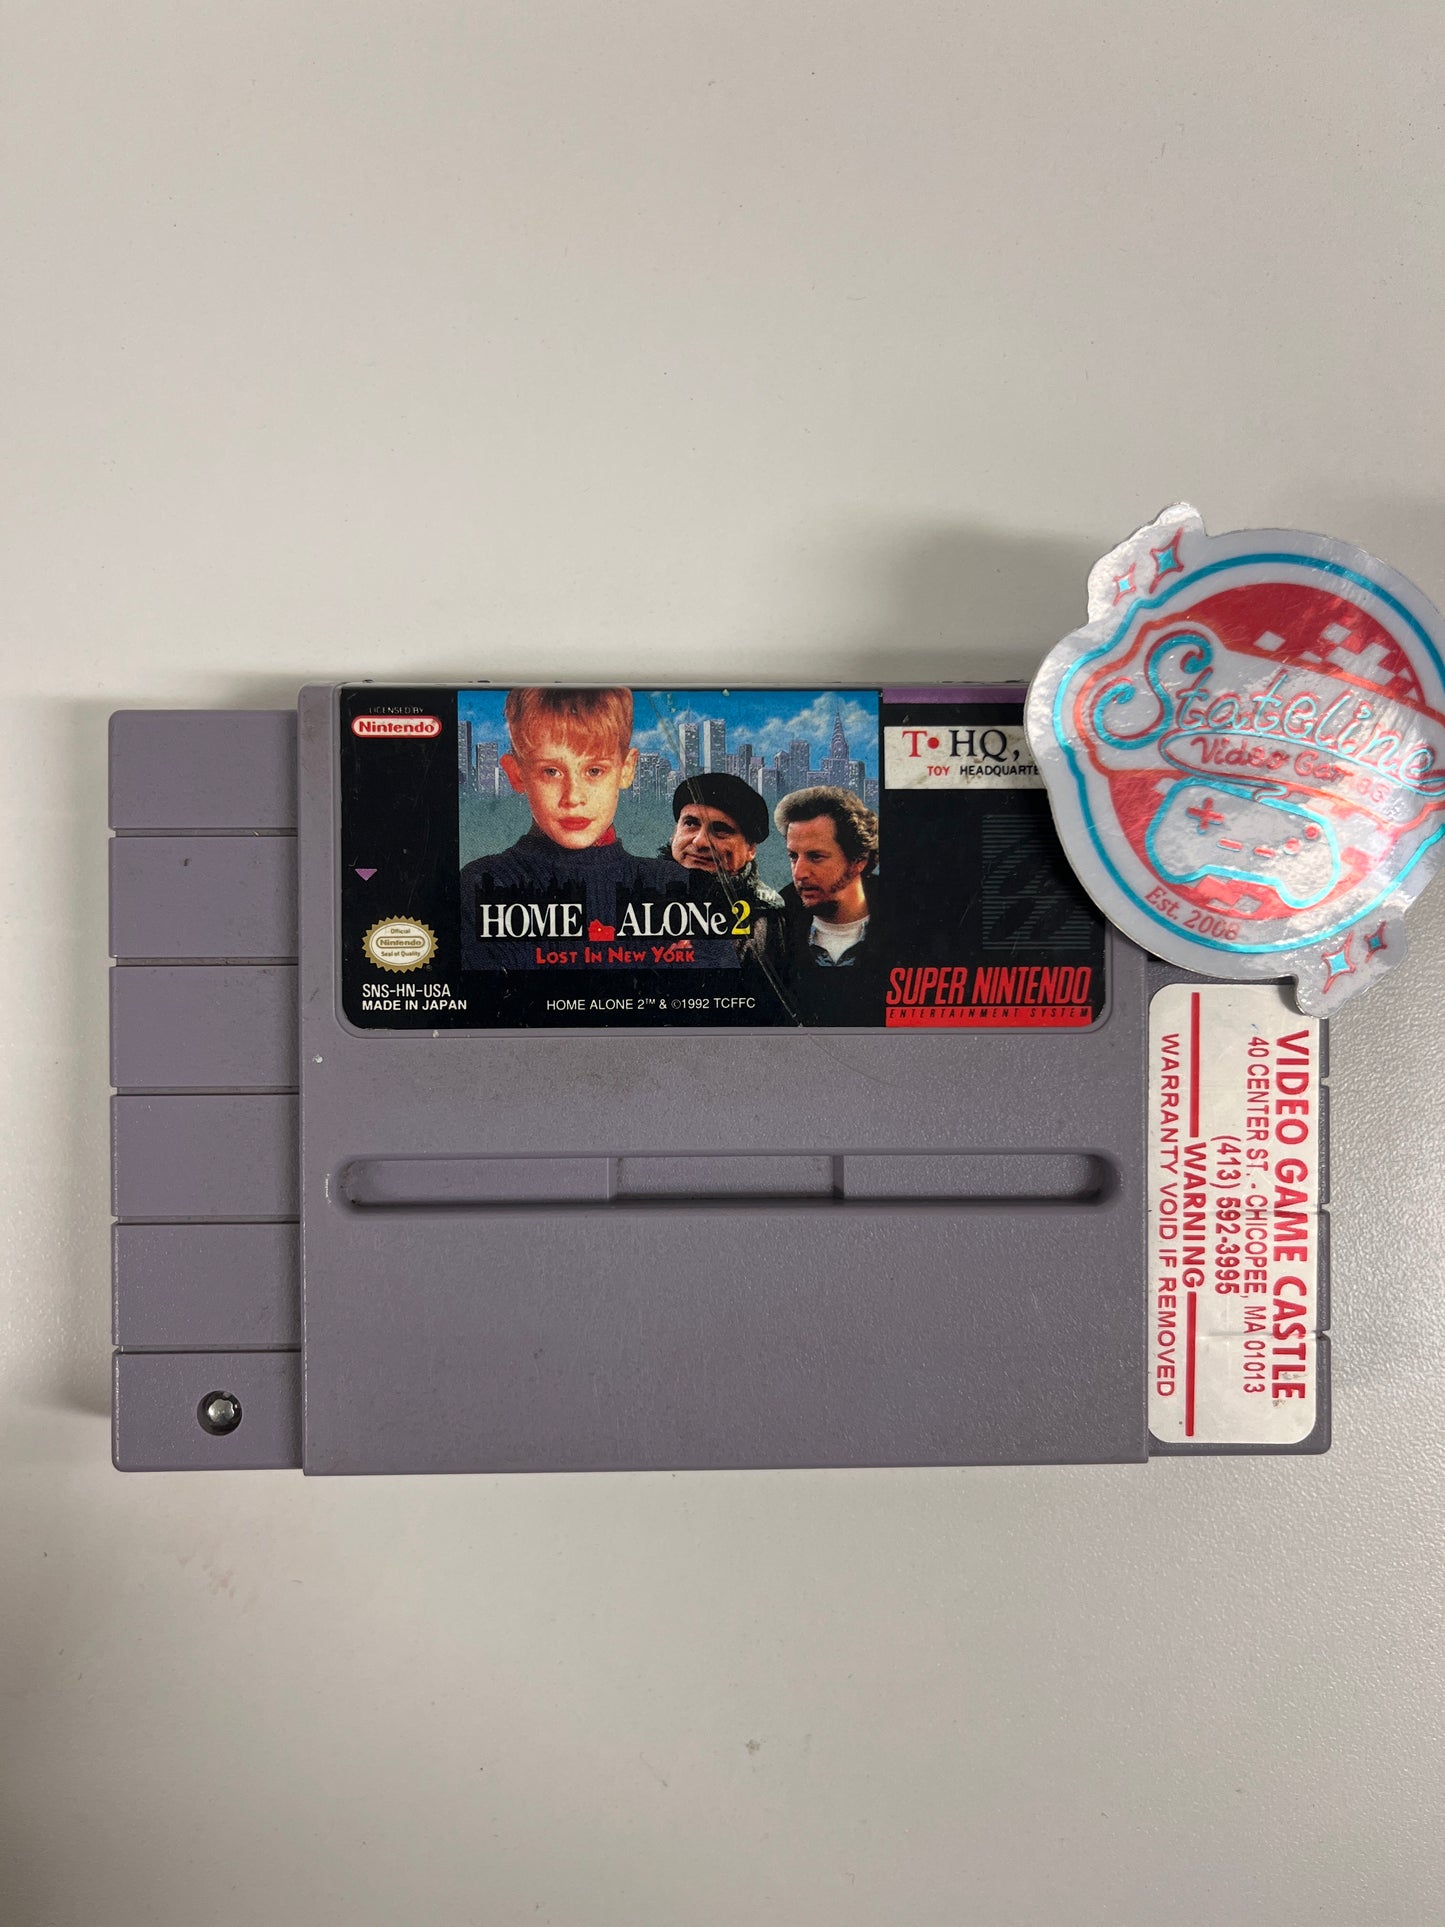 LICENSED BY
Nintendo
T•HQ,
TOY HEADQUARTE
HOME ALONe 2
™
LOST IN NEW YORK
Official
Nintendo
Seal of Quality
SNS-HN-USA
MADE IN JAPAN
HOME ALONE 2™ & ©1992 TCFFC
SUPER NINTENDO
ENTERTAINMENT SYSTEM
Stateline
Video Games
Est. 2006
VIDEO GAME CASTLE
40 CENTER ST. - CHICOPEE, MA 01013
(413) 592-3995
WARNING
WARRANTY VOID IF REMOVED